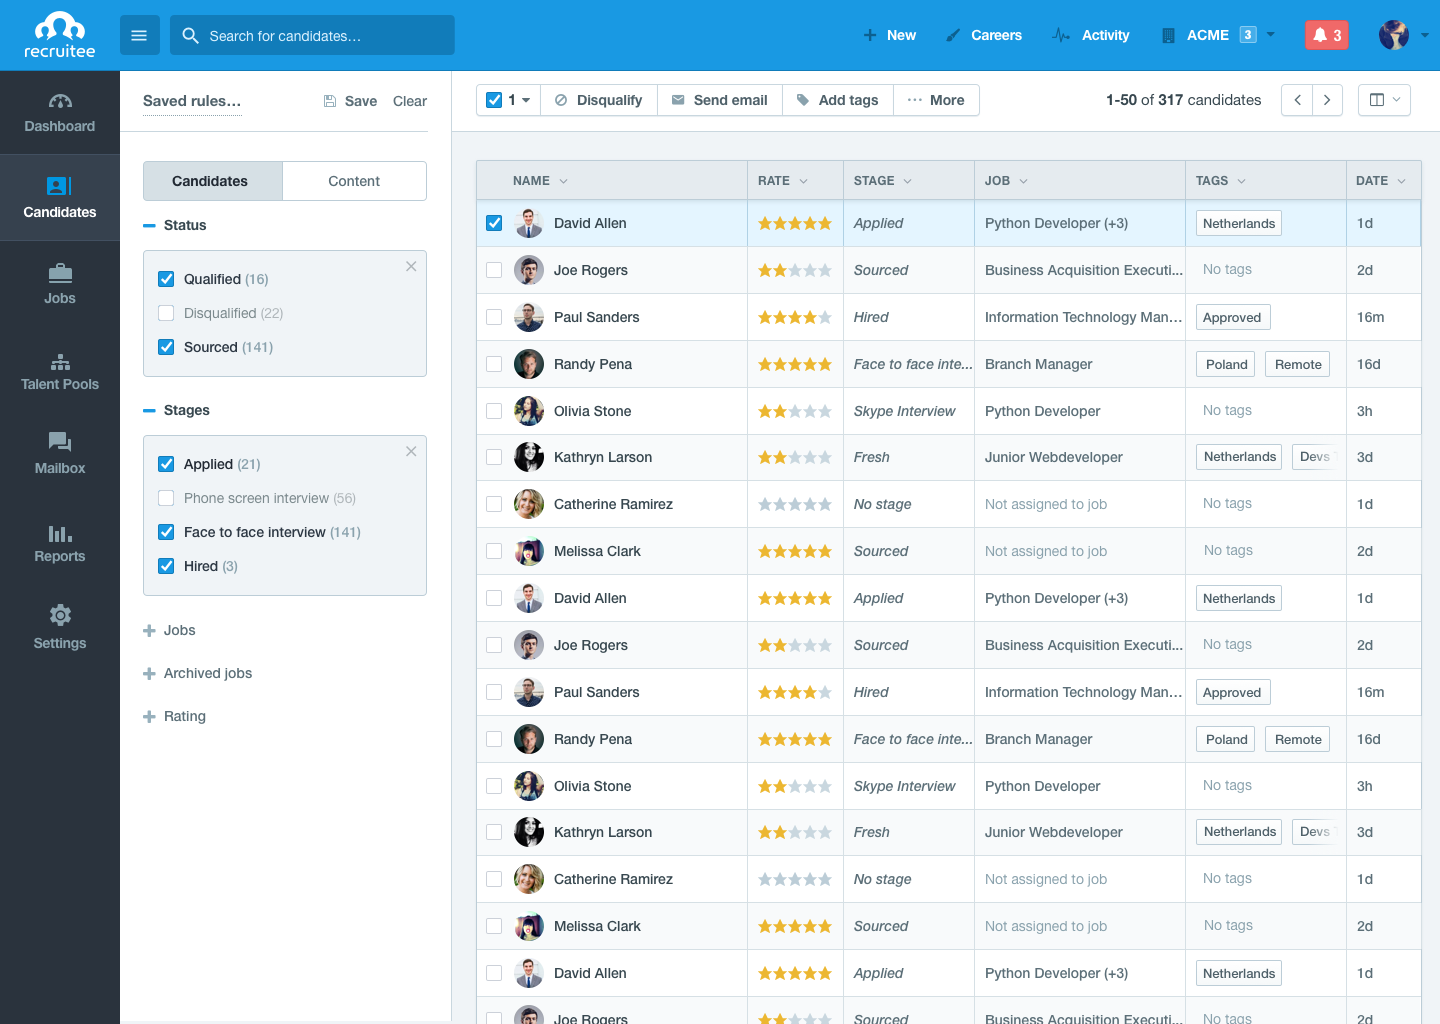 recruitee
Search for candidates...
New
Careers
Activity
ACME 3
3
Dashboard
Candidates
Jobs
Talent Pools
Mailbox
Reports
Settings
Saved rules...
Save
Clear
Candidates
Content
Status
Qualified (16)
Disqualified (22)
Sourced (141)
Stages
Applied (21)
Phone screen interview (56)
Face to face interview (141)
Hired (3)
Jobs
Archived jobs
Rating
1
Disqualify
Send email
Add tags
More
1-50 of 317 candidates
NAME RATE STAGE JOB TAGS DATE
David Allen Applied Python Developer (+3) Netherlands 1d
Joe Rogers Sourced Business Acquisition Executi... No tags 2d
Paul Sanders Hired Information Technology Man... Approved 16m
Randy Pena Face to face inte... Branch Manager Poland Remote 16d
Olivia Stone Skype Interview Python Developer No tags 3h
Kathryn Larson Fresh Junior Webdeveloper Netherlands Devs 3d
Catherine Ramirez No stage Not assigned to job No tags 1d
Melissa Clark Sourced Not assigned to job No tags 2d
David Allen Applied Python Developer (+3) Netherlands 1d
Joe Rogers Sourced Business Acquisition Executi... No tags 2d
Paul Sanders Hired Information Technology Man... Approved 16m
Randy Pena Face to face inte... Branch Manager Poland Remote 16d
Olivia Stone Skype Interview Python Developer No tags 3h
Kathryn Larson Fresh Junior Webdeveloper Netherlands Devs 3d
Catherine Ramirez No stage Not assigned to job No tags 1d
Melissa Clark Sourced Not assigned to job No tags 2d
David Allen Applied Python Developer (+3) Netherlands 1d
Joe Rogers Sourced Business Acquisition Executi... No tags 2d